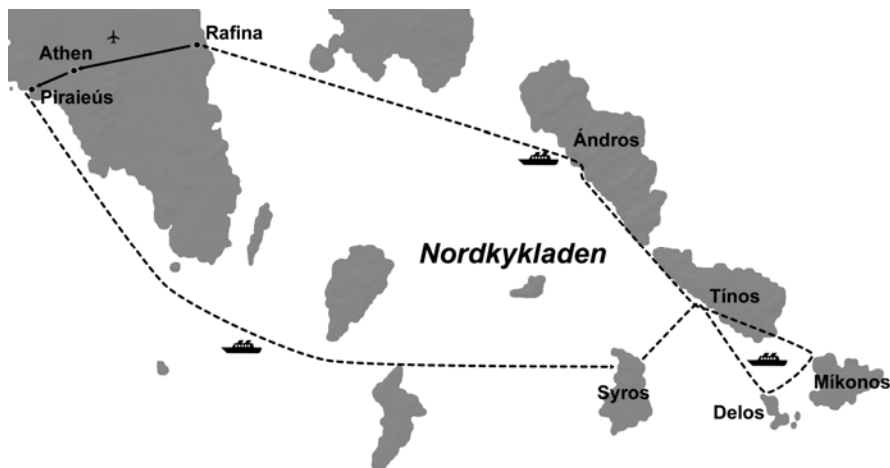 Rafina
Athen
Piraieús
Ándros
Nordkykladen
Tínos
Syros
Míkonos
Delos